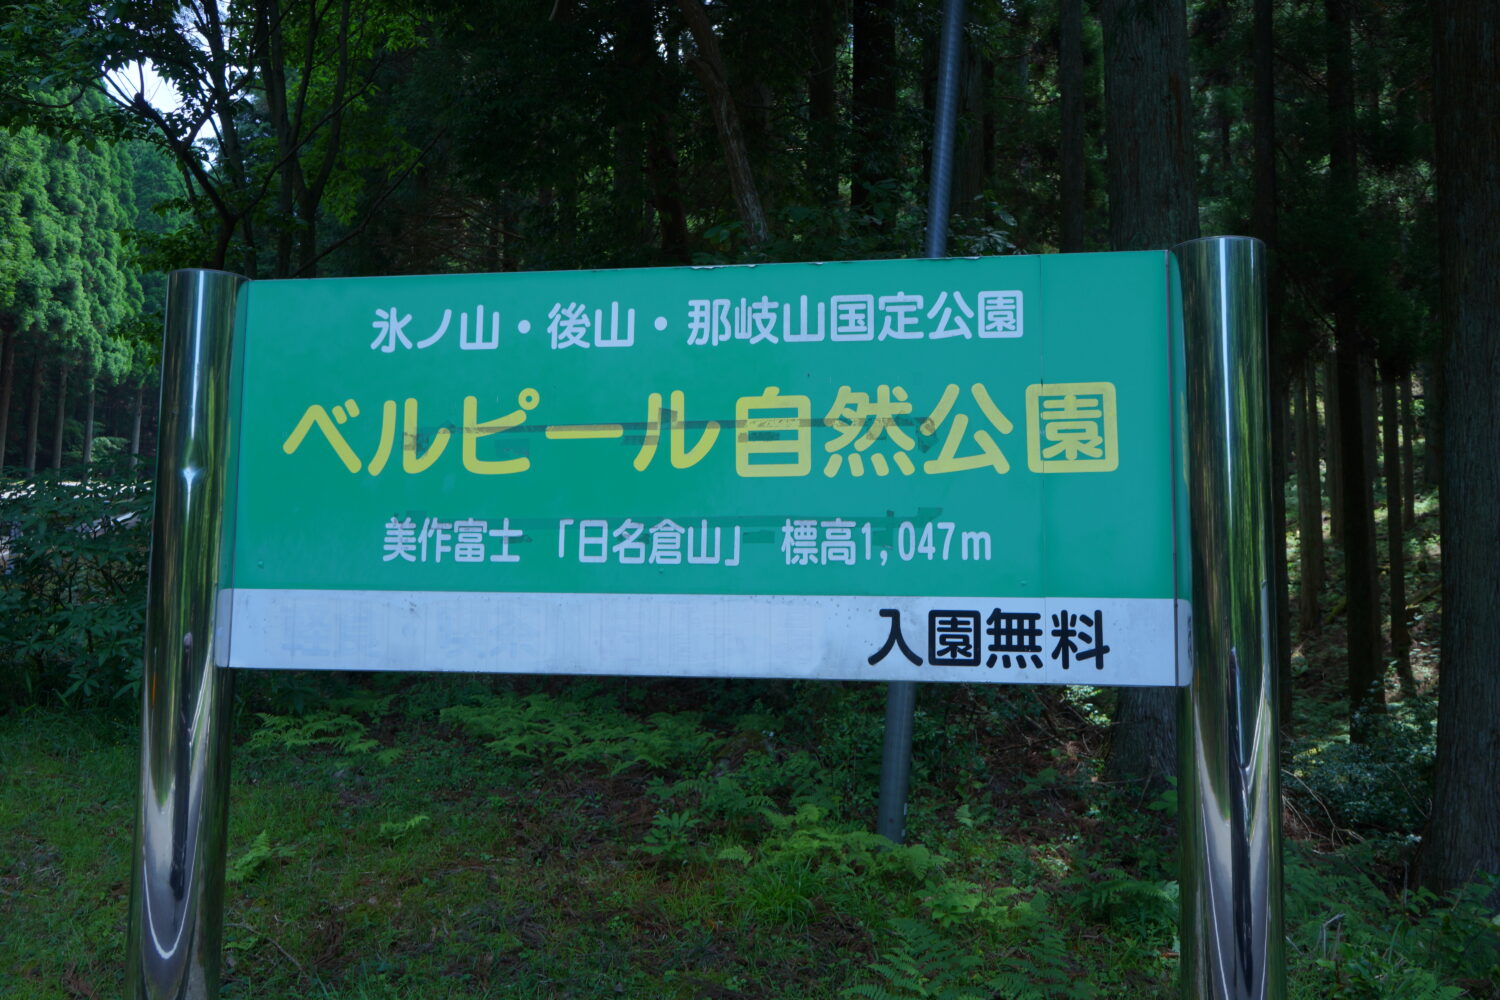 氷ノ山・後山・那岐山国定公園
ベルピール自然公園
美作富士 「日名倉山」 標高1,047m
入園無料